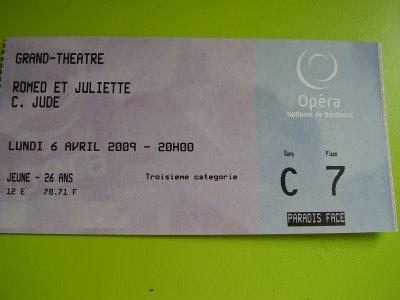 GRAND-THEATRE
ROMEO ET JULIETTE
C. JUDE
LUNDI 6 AVRIL 2009 - 20H00
JEUNE - 26 ANS Troisieme categorie
12 E 78.71 F
Opéra
National de Bordeaux
Rang Place
C 7
PARADIS FACE